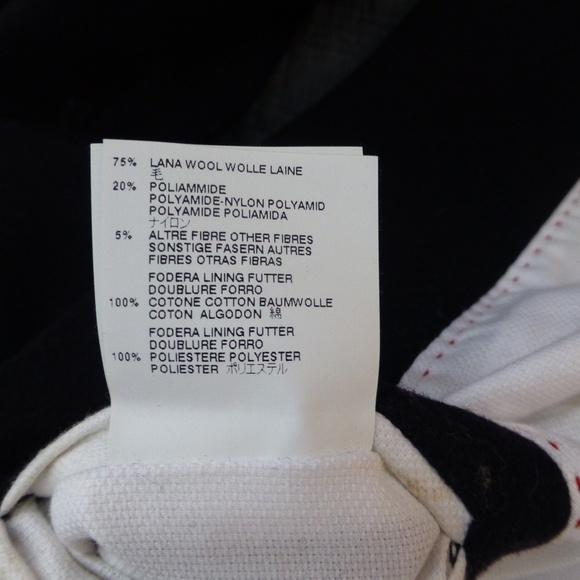 75% LANA WOOL WOLLE LAINE
毛
20% POLIAMMIDE
POLYAMIDE-NYLON POLYAMID
POLYAMIDE POLIAMIDA
ナイロン
5% ALTRE FIBRE OTHER FIBRES
SONSTIGE FASERN AUTRES
FIBRES OTRAS FIBRAS
FODERA LINING FUTTER
DOUBLURE FORRO
100% COTONE COTTON BAUMWOLLE
COTON ALGODON 綿
FODERA LINING FUTTER
DOUBLURE FORRO
100% POLIESTERE POLYESTER
POLIESTER ポリエステル